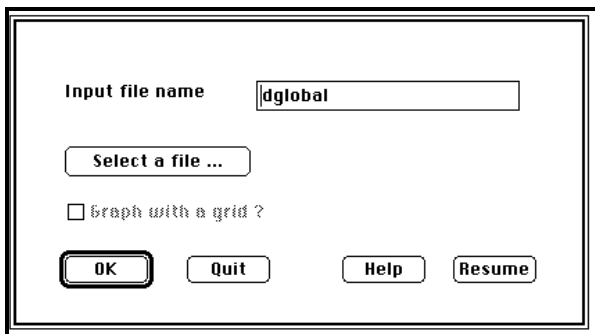 Input file name
dglobal
Select a file ...
Graph with a grid ?
OK Quit Help Resume